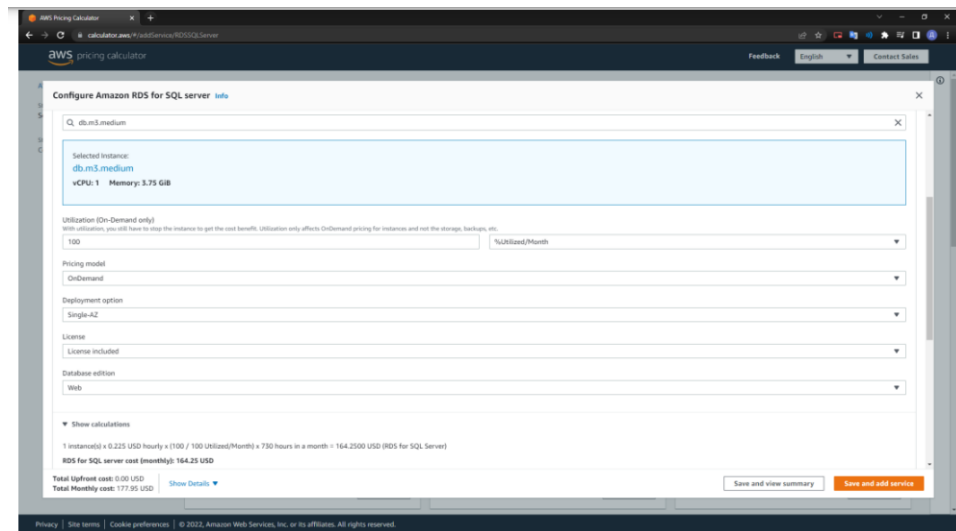 AWS Pricing Calculator
calculator.aws/#/addService/RDSSQLServer
aws pricing calculator
Feedback
English
Contact Sales
Configure Amazon RDS for SQL server Info
db.m3.medium
Selected Instance:
db.m3.medium
vCPU: 1 Memory: 3.75 GiB
Utilization (On-Demand only)
With utilization, you still have to stop the instance to get the cost benefit. Utilization only affects OnDemand pricing for instances and not the storage, backups, etc.
100
%Utilized/Month
Pricing model
OnDemand
Deployment option
Single-AZ
License
License included
Database edition
Web
Show calculations
1 instance(s) x 0.225 USD hourly x (100 / 100 Utilized/Month) x 730 hours in a month = 164.2500 USD (RDS for SQL Server)
RDS for SQL server cost (monthly): 164.25 USD
Total Upfront cost: 0.00 USD
Total Monthly cost: 177.95 USD
Show Details
Save and view summary
Save and add service
Privacy | Site terms | Cookie preferences | © 2022, Amazon Web Services, Inc. or its affiliates. All rights reserved.